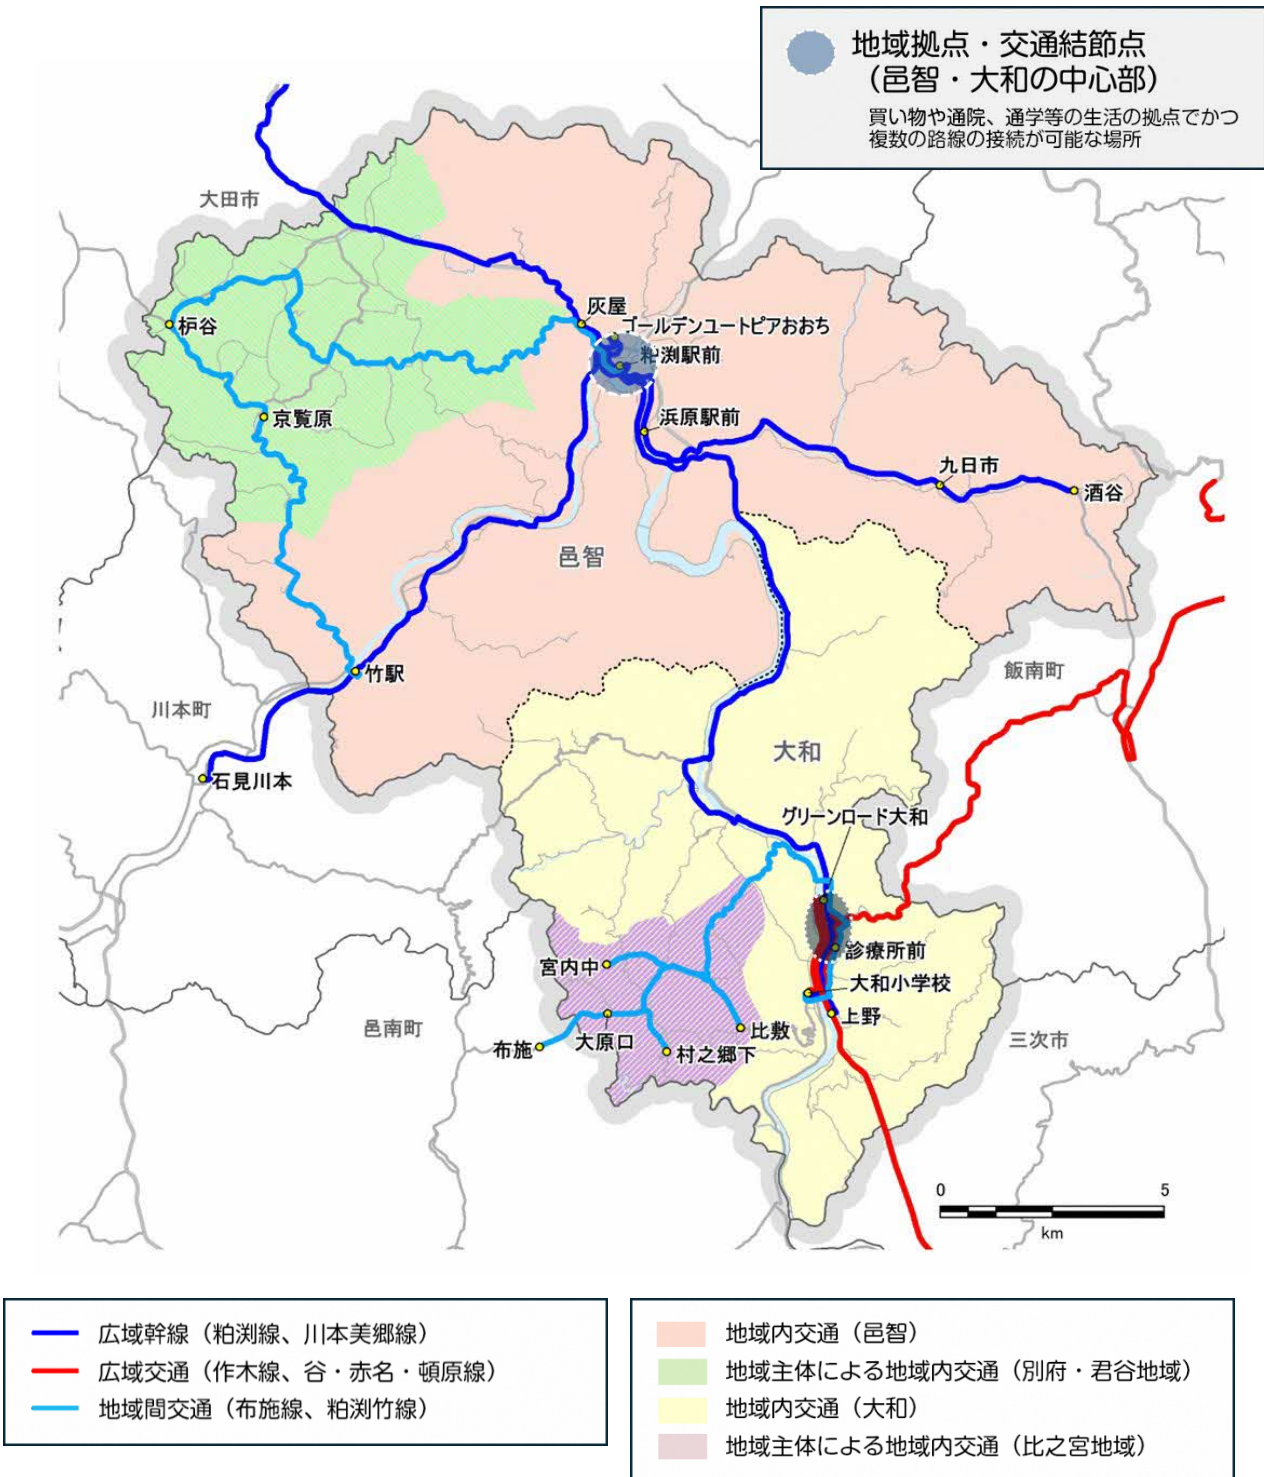 地域拠点・交通結節点
（邑智・大和の中心部）
買い物や通院、通学等の生活の拠点でかつ
複数の路線の接続が可能な場所
大田市
灰屋
ゴールデンユートピアおおち
枦谷
粕渕駅前
京覧原
浜原駅前
九日市
酒谷
邑智
竹駅
飯南町
川本町
大和
石見川本
グリーンロード大和
診療所前
宮内中
大和小学校
上野
邑南町
布施
大原口
比敷
村之郷下
三次市
0 5
km
広域幹線（粕渕線、川本美郷線）
広域交通（作木線、谷・赤名・頓原線）
地域間交通（布施線、粕渕竹線）
地域内交通（邑智）
地域主体による地域内交通（別府・君谷地域）
地域内交通（大和）
地域主体による地域内交通（比之宮地域）